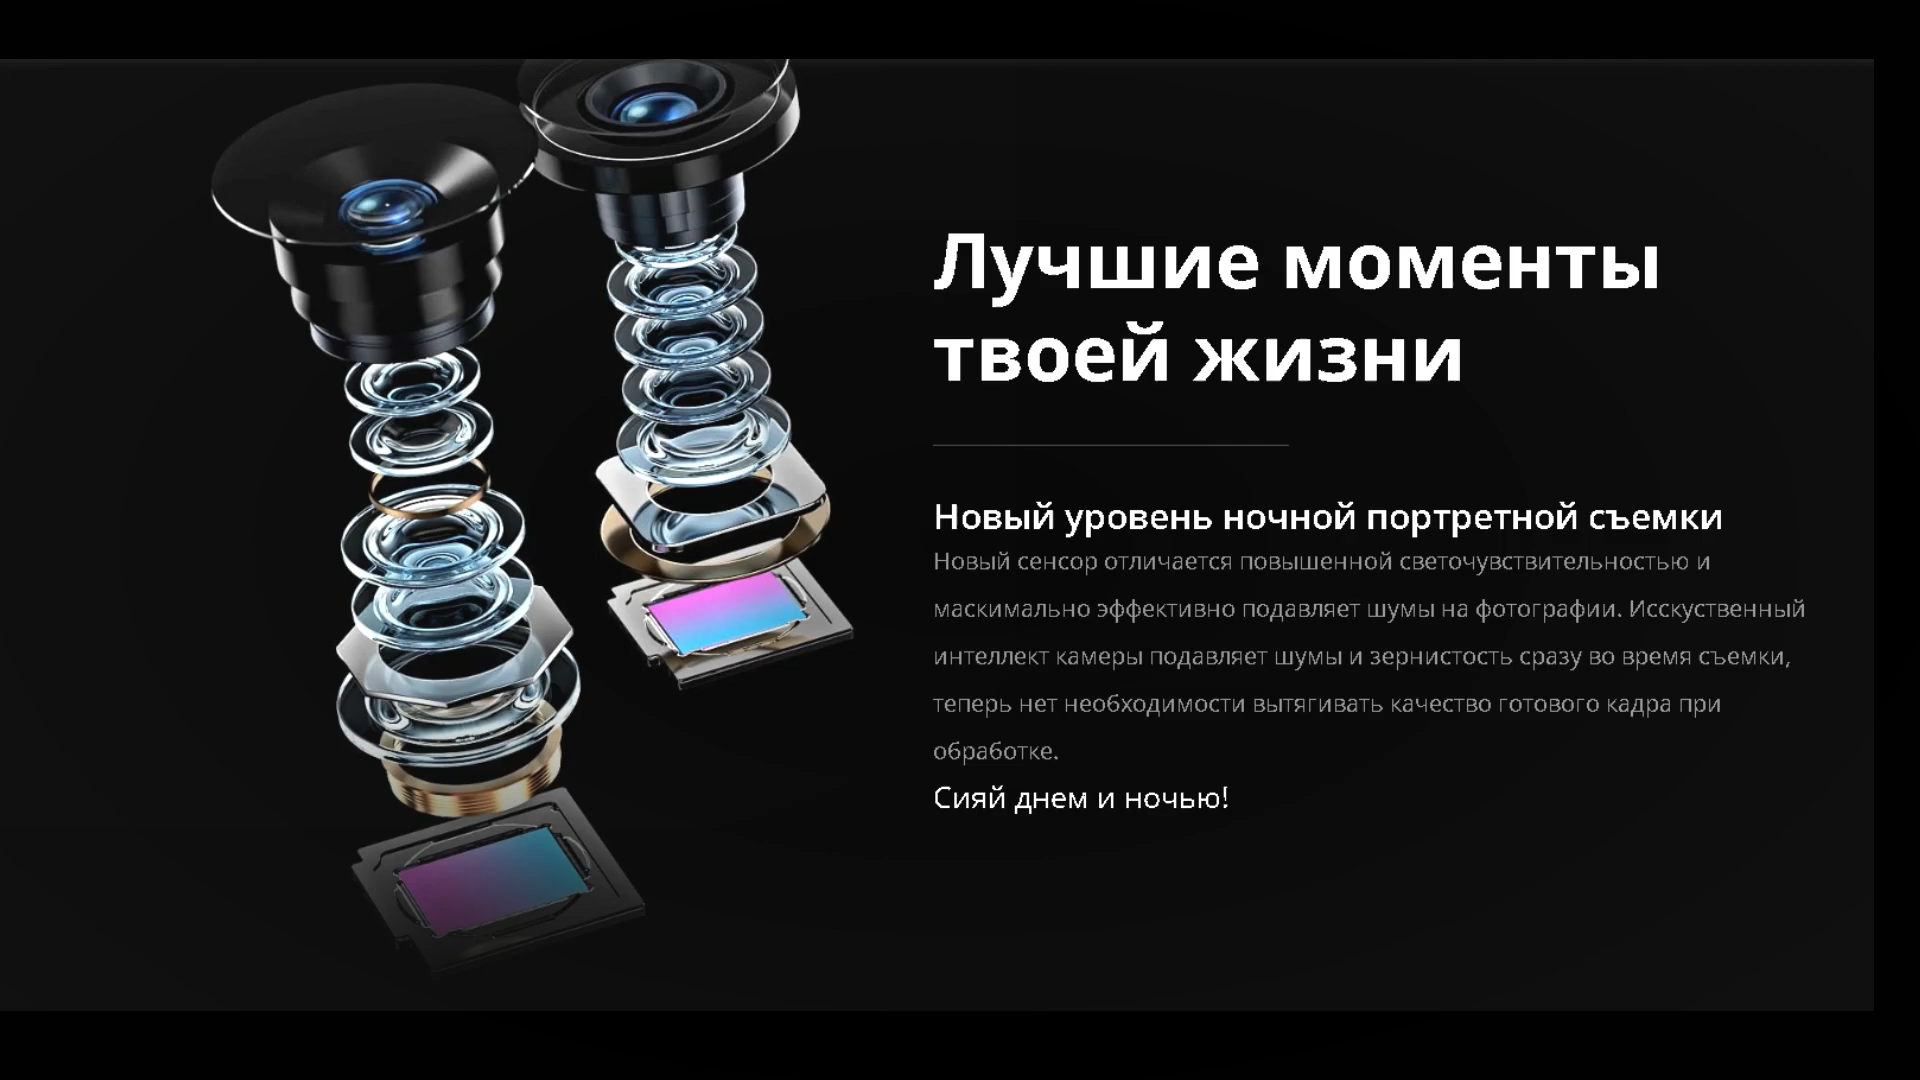 Лучшие моменты
твоей жизни
Новый уровень ночной портретной съемки
Новый сенсор отличается повышенной светочувствительностью и
маскимально эффективно подавляет шумы на фотографии. Исскуственный
интеллект камеры подавляет шумы и зернистость сразу во время съемки,
теперь нет необходимости вытягивать качество готового кадра при
обработке.
Сияй днем и ночью!